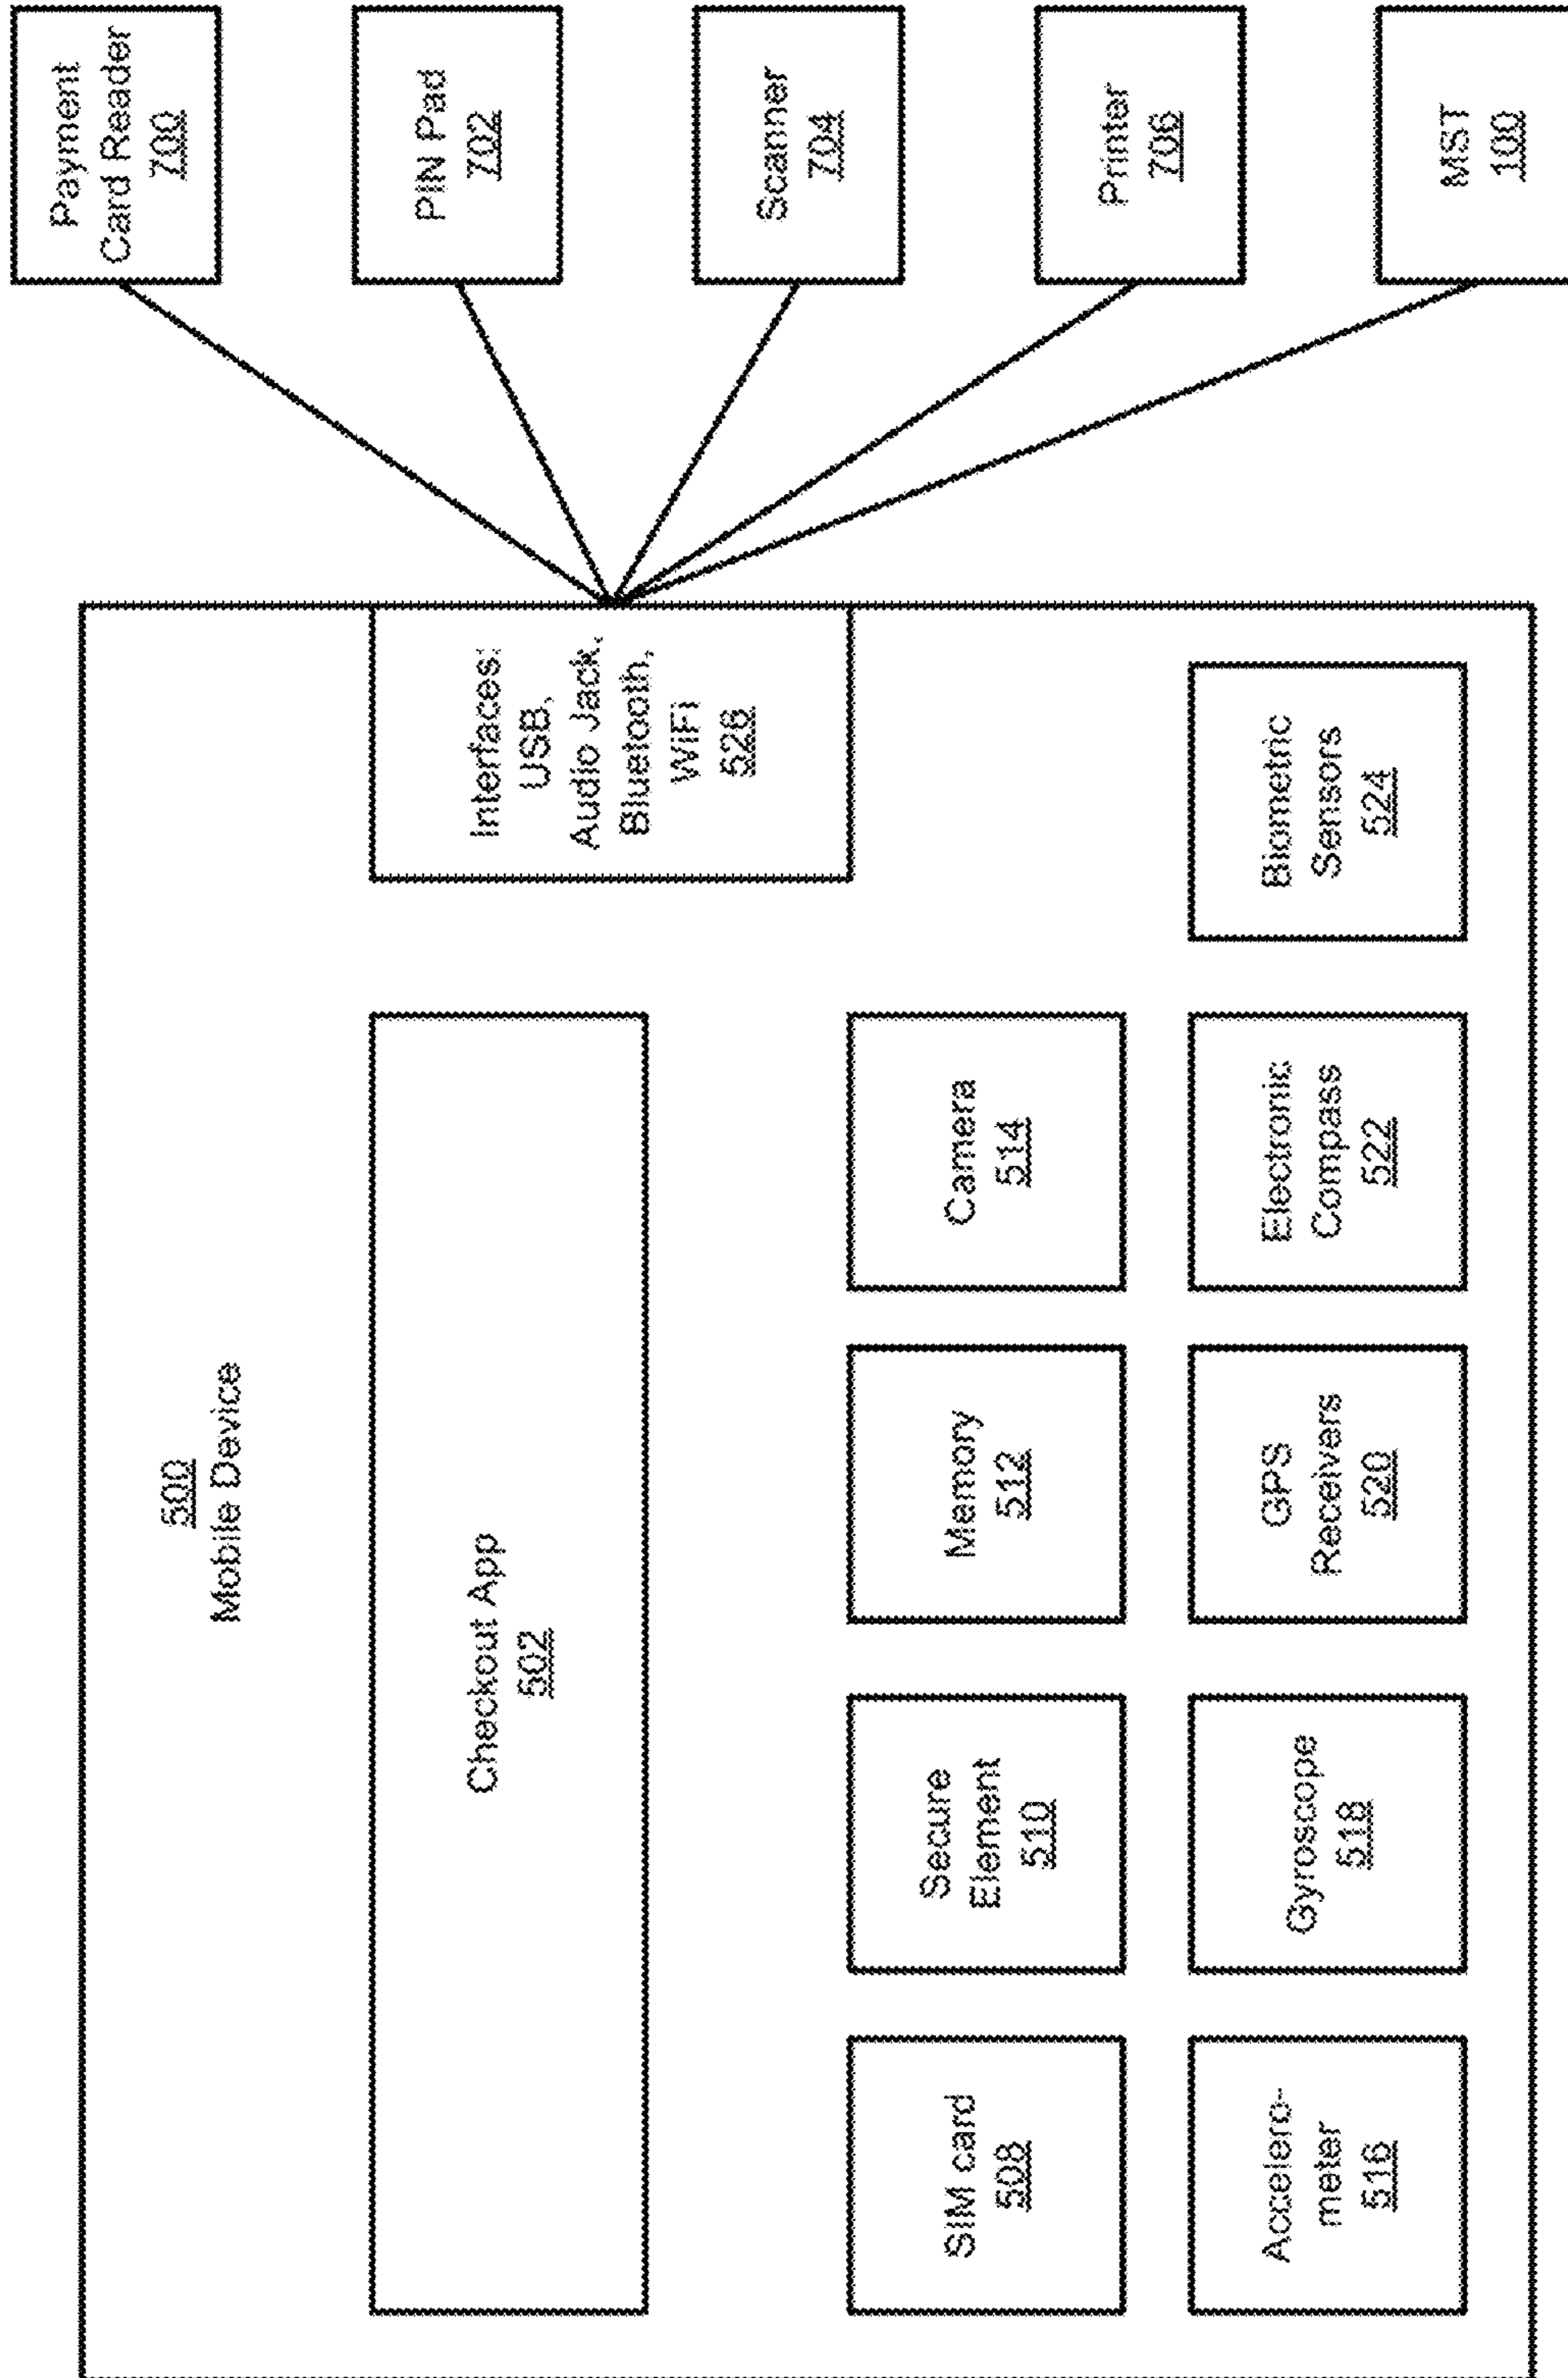 500
Mobile Device
Checkout App
502
Interfaces:
USB,
Audio Jack,
Bluetooth,
WiFi
528
SIM card
508
Secure
Element
510
Memory
512
Camera
514
Accelero-
meter
516
Gyroscope
518
GPS
Receivers
520
Electronic
Compass
522
Biometric
Sensors
524
Payment
Card Reader
700
PIN Pad
702
Scanner
704
Printer
706
MST
100